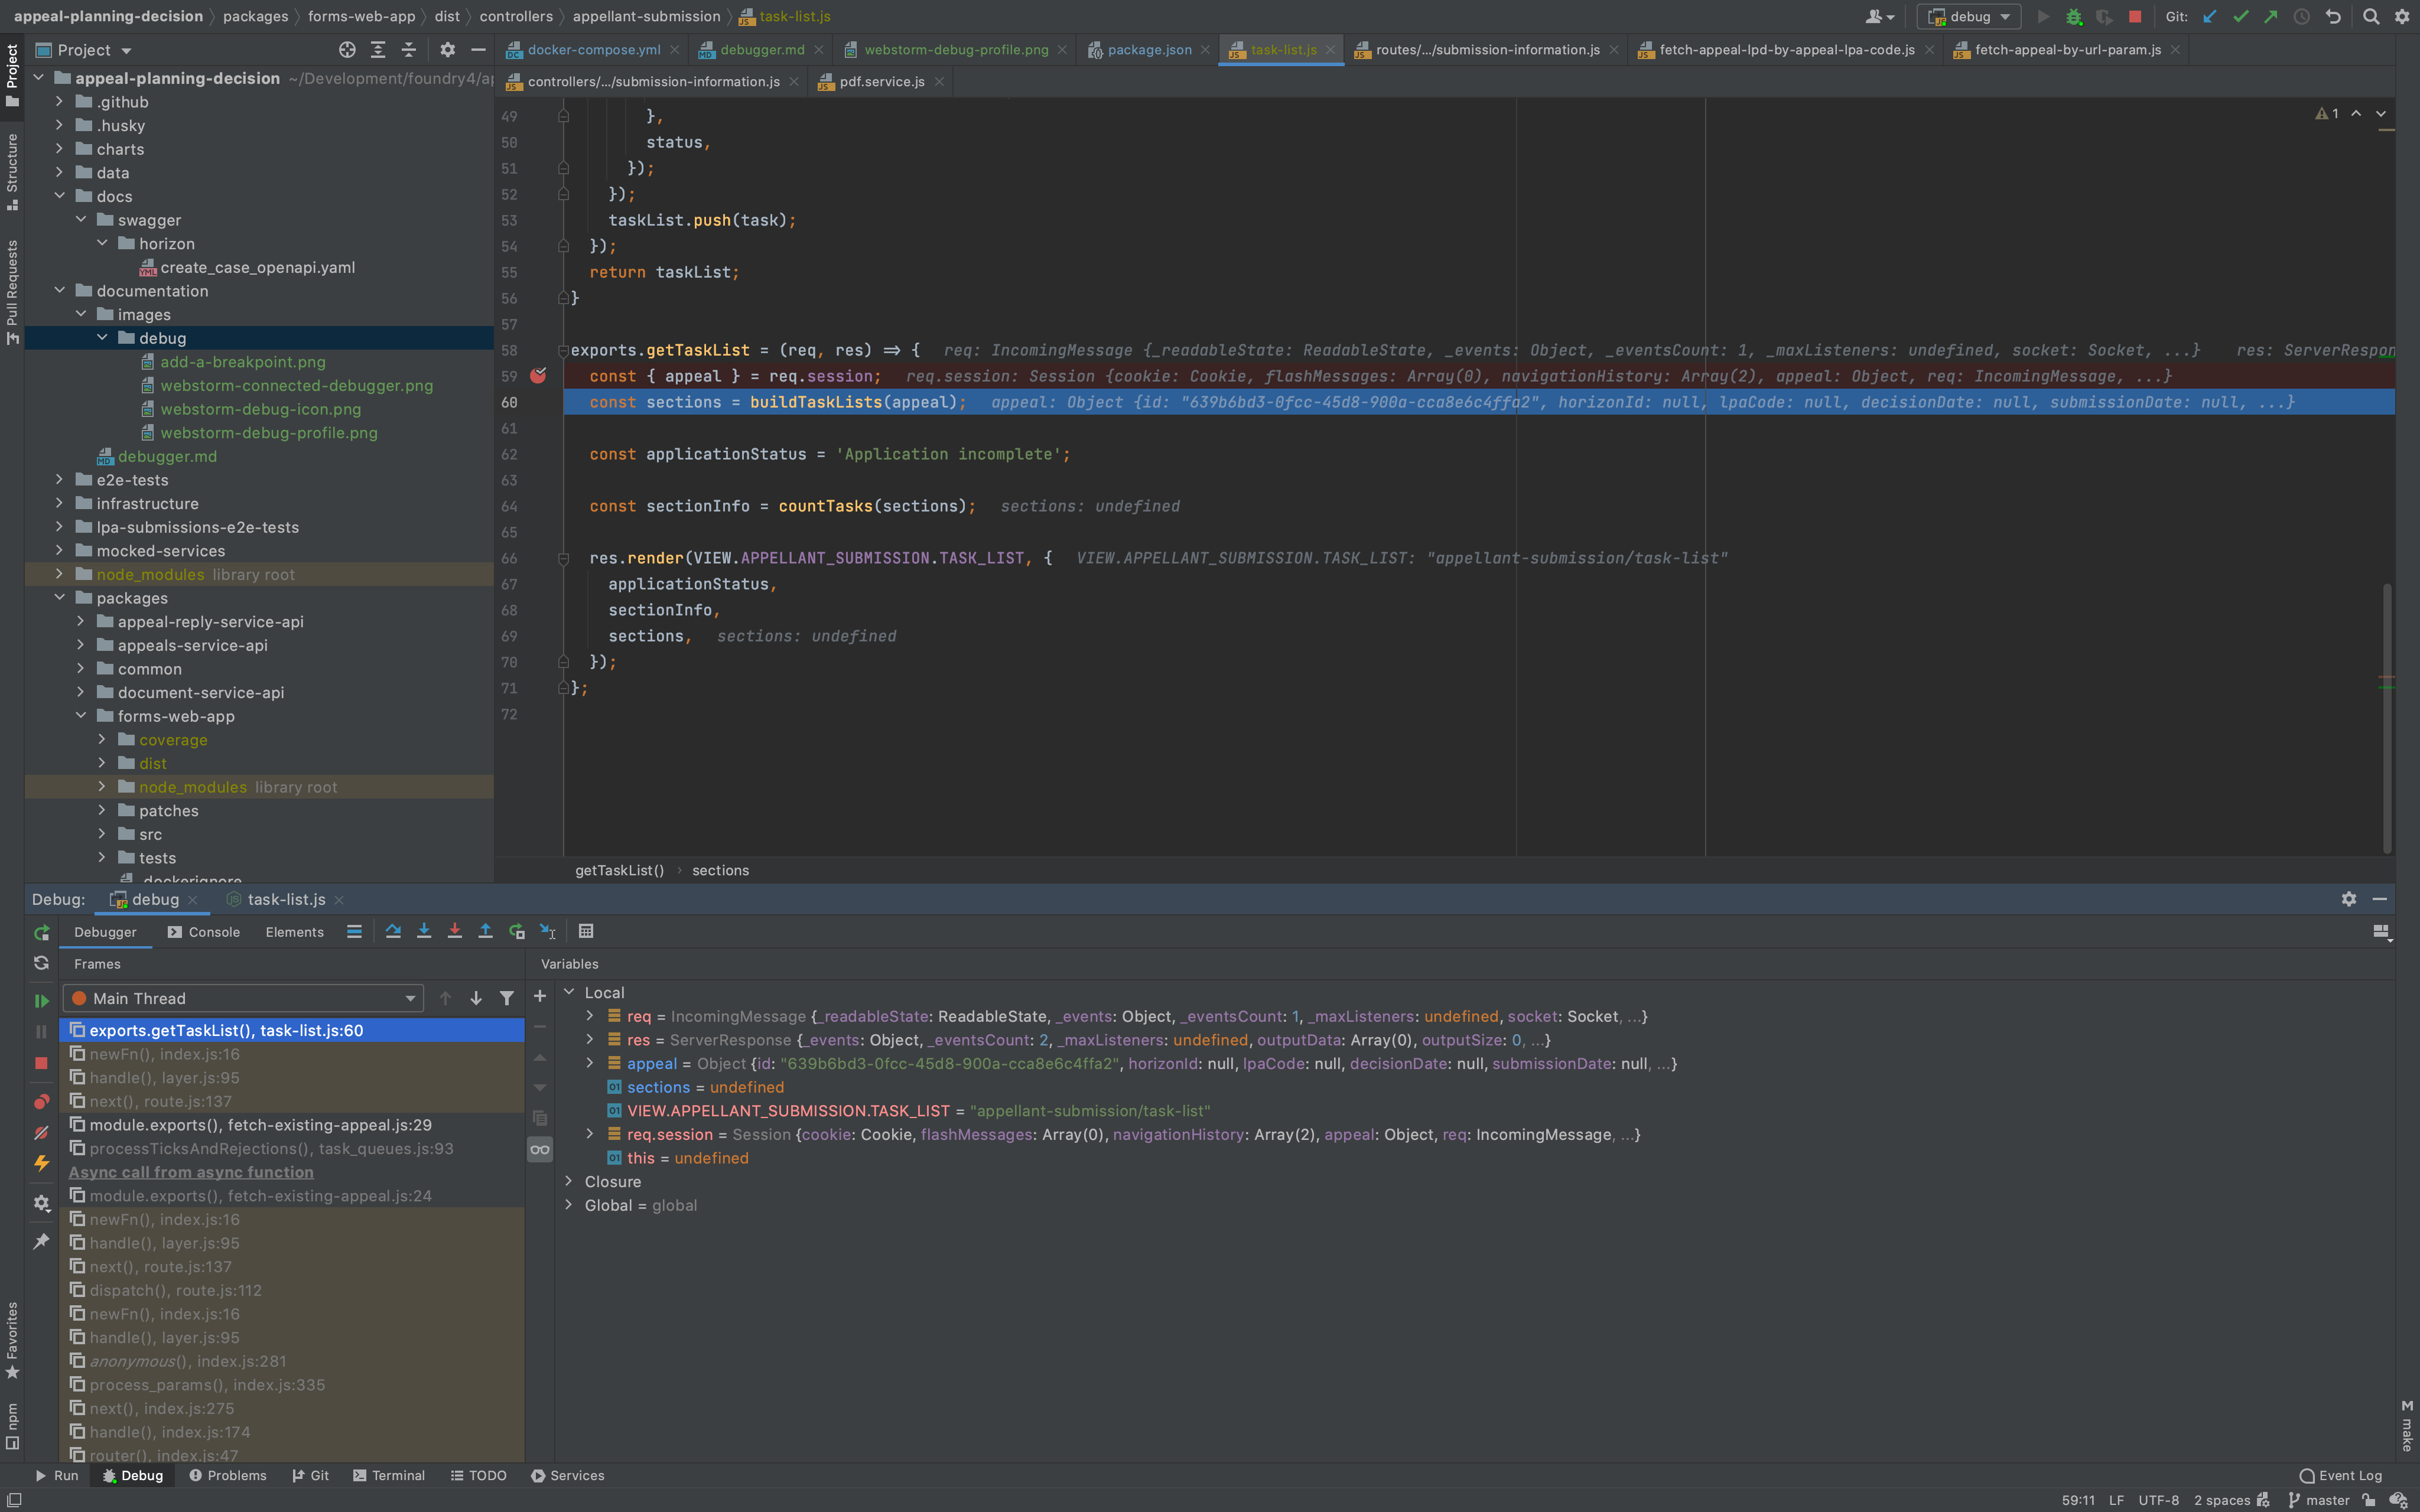 appeal-planning-decision packages forms-web-app dist controllers appellant-submission task-list.js debug Git:
Project
docker-compose.yml debugger.md webstorm-debug-profile.png package.json task-list.js routes/.../submission-information.js fetch-appeal-lpd-by-appeal-lpa-code.js fetch-appeal-by-url-param.js
controllers/.../submission-information.js pdf.service.js
Project
Structure
Pull Requests
Favorites
npm
appeal-planning-decision ~/Development/foundry4/a
.github
.husky
charts
data
docs
swagger
horizon
create_case_openapi.yaml
documentation
images
debug
add-a-breakpoint.png
webstorm-connected-debugger.png
webstorm-debug-icon.png
webstorm-debug-profile.png
debugger.md
e2e-tests
infrastructure
lpa-submissions-e2e-tests
mocked-services
node_modules library root
packages
appeal-reply-service-api
appeals-service-api
common
document-service-api
forms-web-app
coverage
dist
node_modules library root
patches
src
tests
.dockerignore
1
49 },
50 status,
51 });
52 });
53 taskList.push(task);
54 });
55 return taskList;
56 }
57
58 exports.getTaskList = (req, res) => { req: IncomingMessage {_readableState: ReadableState, _events: Object, _eventsCount: 1, _maxListeners: undefined, socket: Socket, ...} res: ServerRespon
59 const { appeal } = req.session; req.session: Session {cookie: Cookie, flashMessages: Array(0), navigationHistory: Array(2), appeal: Object, req: IncomingMessage, ...}
60 const sections = buildTaskLists(appeal); appeal: Object {id: "639b6bd3-0fcc-45d8-900a-cca8e6c4ffa2", horizonId: null, lpaCode: null, decisionDate: null, submissionDate: null, ...}
61
62 const applicationStatus = 'Application incomplete';
63
64 const sectionInfo = countTasks(sections); sections: undefined
65
66 res.render(VIEW.APPELLANT_SUBMISSION.TASK_LIST, { VIEW.APPELLANT_SUBMISSION.TASK_LIST: "appellant-submission/task-list"
67 applicationStatus,
68 sectionInfo,
69 sections, sections: undefined
70 });
71 };
72
getTaskList() sections
Debug: debug task-list.js
Debugger Console Elements
Frames
Main Thread
exports.getTaskList(), task-list.js:60
newFn(), index.js:16
handle(), layer.js:95
next(), route.js:137
module.exports(), fetch-existing-appeal.js:29
processTicksAndRejections(), task_queues.js:93
Async call from async function
module.exports(), fetch-existing-appeal.js:24
newFn(), index.js:16
handle(), layer.js:95
next(), route.js:137
dispatch(), route.js:112
newFn(), index.js:16
handle(), layer.js:95
anonymous(), index.js:281
process_params(), index.js:335
next(), index.js:275
handle(), index.js:174
router(), index.js:47
Variables
Local
req = IncomingMessage {_readableState: ReadableState, _events: Object, _eventsCount: 1, _maxListeners: undefined, socket: Socket, ...}
res = ServerResponse {_events: Object, _eventsCount: 2, _maxListeners: undefined, outputData: Array(0), outputSize: 0, ...}
appeal = Object {id: "639b6bd3-0fcc-45d8-900a-cca8e6c4ffa2", horizonId: null, lpaCode: null, decisionDate: null, submissionDate: null, ...}
sections = undefined
VIEW.APPELLANT_SUBMISSION.TASK_LIST = "appellant-submission/task-list"
req.session = Session {cookie: Cookie, flashMessages: Array(0), navigationHistory: Array(2), appeal: Object, req: IncomingMessage, ...}
this = undefined
Closure
Global = global
make
Run Debug Problems Git Terminal TODO Services Event Log
59:11 LF UTF-8 2 spaces master